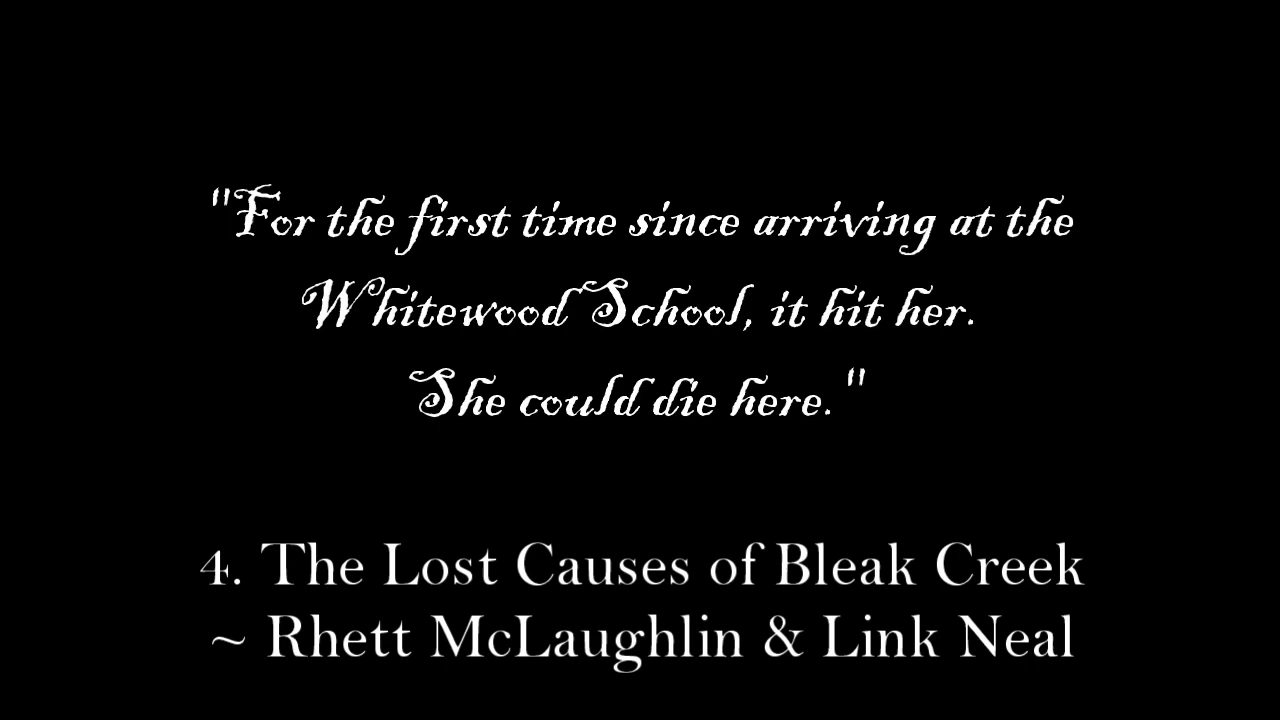 "For the first time since arriving at the
Whitewood School, it hit her.
She could die here."
4. The Lost Causes of Bleak Creek
~ Rhett McLaughlin & Link Neal